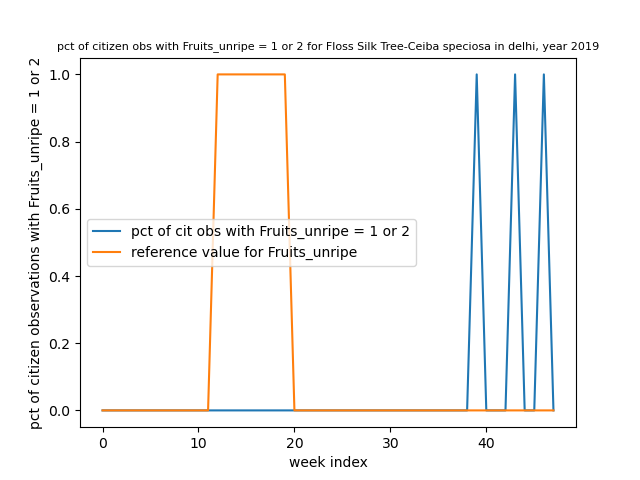 pct of citizen obs with Fruits_unripe = 1 or 2 for Floss Silk Tree-Ceiba speciosa in delhi, year 2019
pct of citizen observations with Fruits_unripe = 1 or 2
1.0
0.8
0.6
0.4
0.2
0.0
pct of cit obs with Fruits_unripe = 1 or 2
reference value for Fruits_unripe
0 10 20 30 40
week index